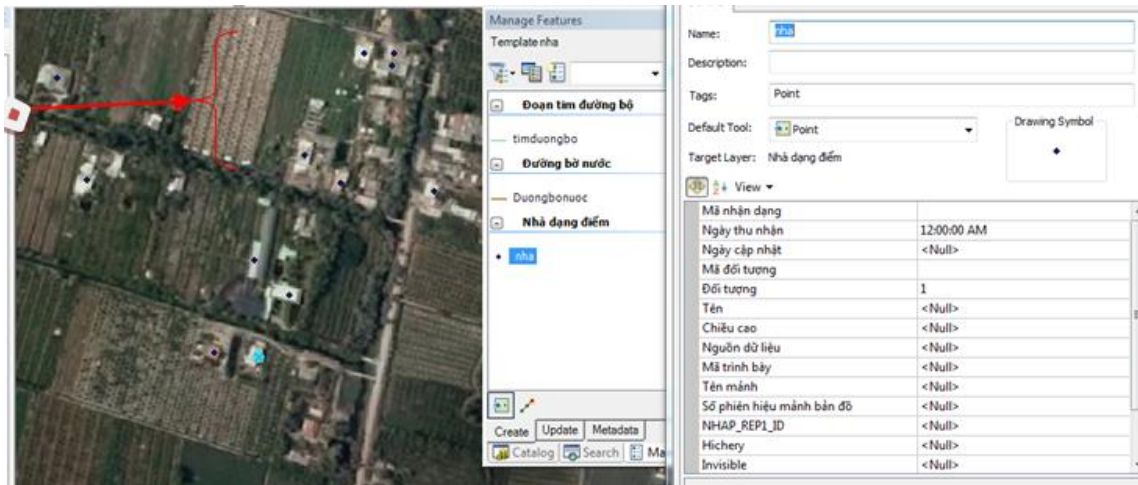 Manage Features
Template nha
Đoạn tim đường bộ
timduongbo
Đường bờ nước
Duongbonuoc
Nhà dạng điểm
nha
Create Update Metadata
Catalog Search Ma
Name: nha
Description:
Tags: Point
Default Tool: Point
Drawing Symbol
Target Layer: Nhà dạng điểm
View
Mã nhận dạng
Ngày thu nhận 12:00:00 AM
Ngày cập nhật <Null>
Mã đối tượng
Đối tượng 1
Tên <Null>
Chiều cao <Null>
Nguồn dữ liệu <Null>
Mã trình bày <Null>
Tên mảnh <Null>
Số phiên hiệu mảnh bản đồ <Null>
NHAP_REP1_ID <Null>
Hichery <Null>
Invisible <Null>